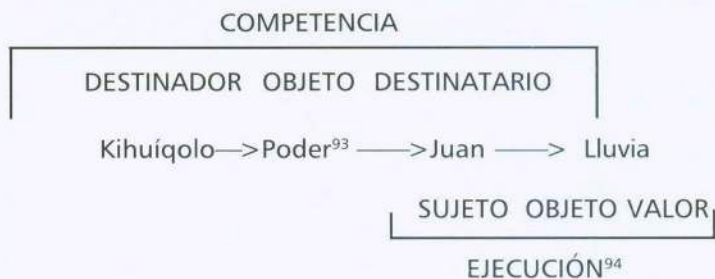 COMPETENCIA
DESTINADOR OBJETO DESTINATARIO
Kihuíqolo—>Poder⁹³ ——>Juan ——> Lluvia
SUJETO OBJETO VALOR
EJECUCIÓN⁹⁴